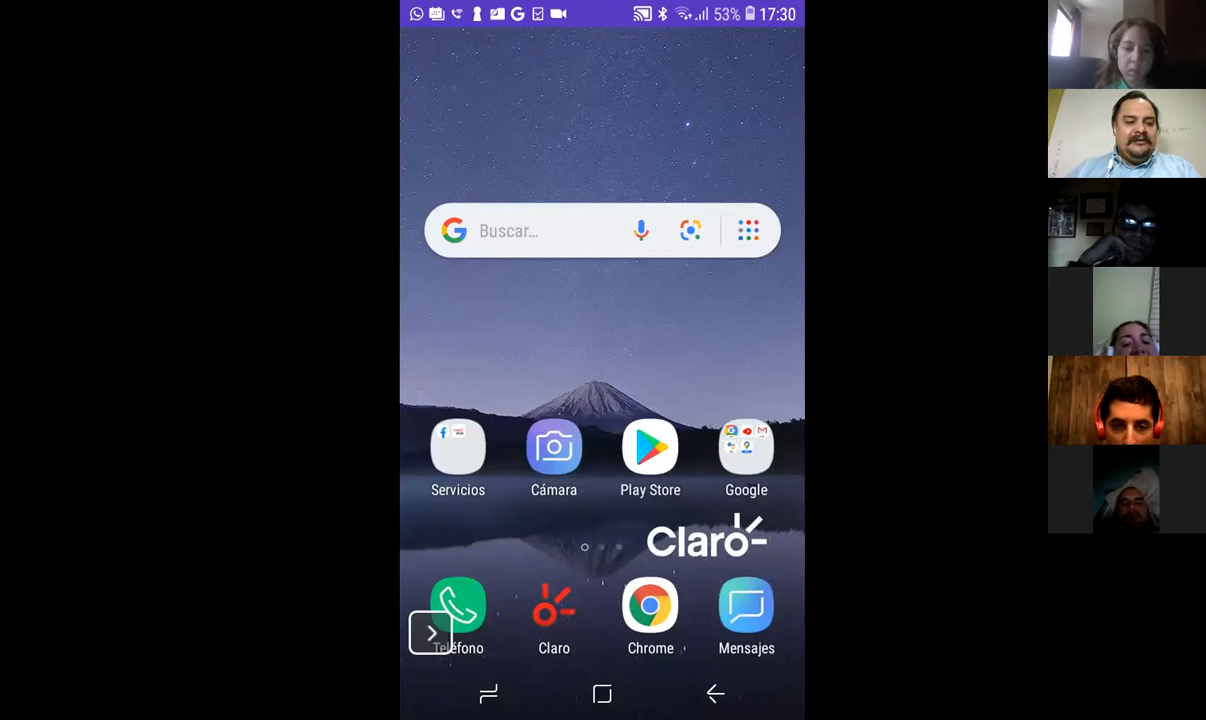 53% 17:30
Buscar...
Servicios
Cámara
Play Store
Google
Claro
Teléfono
Claro
Chrome
Mensajes